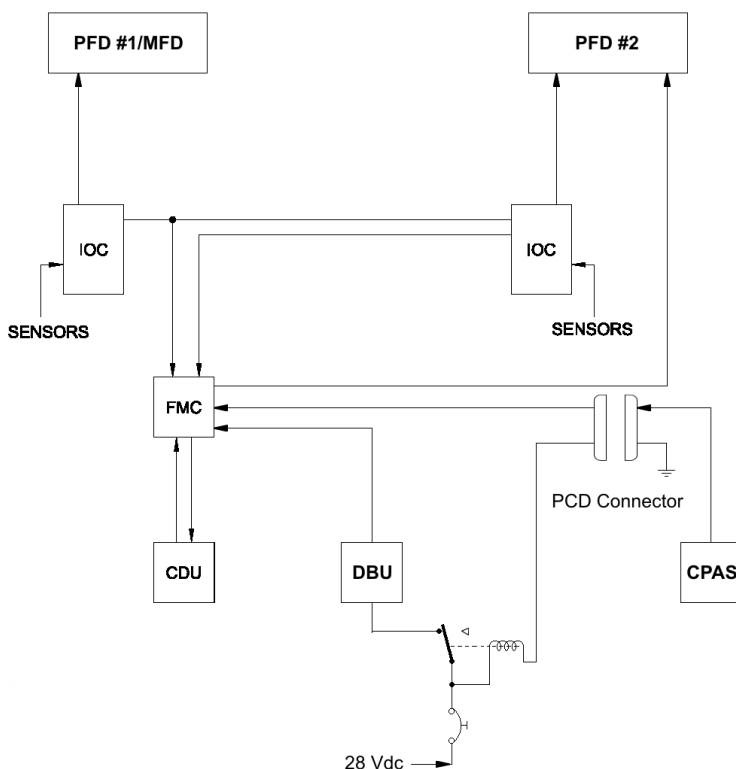 PFD #1/MFD
PFD #2
IOC
IOC
SENSORS
SENSORS
FMC
PCD Connector
CDU
DBU
CPAS
28 Vdc